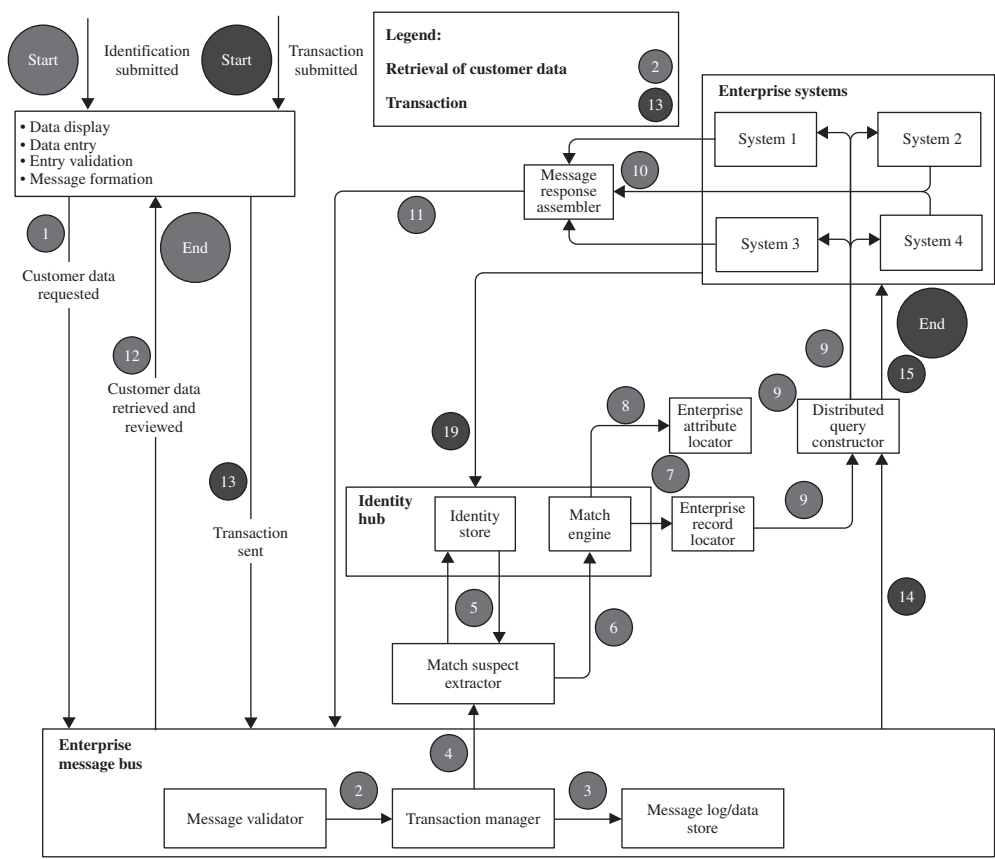 Start
Identification
submitted
Start
Transaction
submitted
Legend:
Retrieval of customer data
2
Transaction
13
• Data display
• Data entry
• Entry validation
• Message formation
Enterprise systems
System 1
System 2
System 3
System 4
Message
response
assembler
10
11
1
Customer data
requested
End
12
Customer data
retrieved and
reviewed
13
Transaction
sent
End
15
9
9
Distributed
query
constructor
8
Enterprise
attribute
locator
7
Enterprise
record
locator
9
19
Identity
hub
Identity
store
Match
engine
5
6
14
Match suspect
extractor
4
Enterprise
message bus
Message validator
2
Transaction manager
3
Message log/data
store